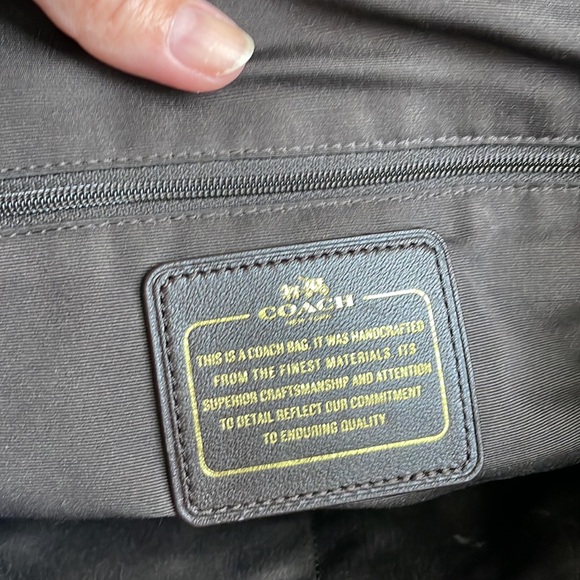 COACH
NEW YORK
THIS IS A COACH BAG. IT WAS HANDCRAFTED
FROM THE FINEST MATERIALS. ITS
SUPERIOR CRAFTSMANSHIP AND ATTENTION
TO DETAIL REFLECT OUR COMMITMENT
TO ENDURING QUALITY.